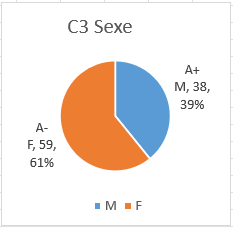 C3 Sexe
A+
M, 38,
39%
A-
F, 59,
61%
M F